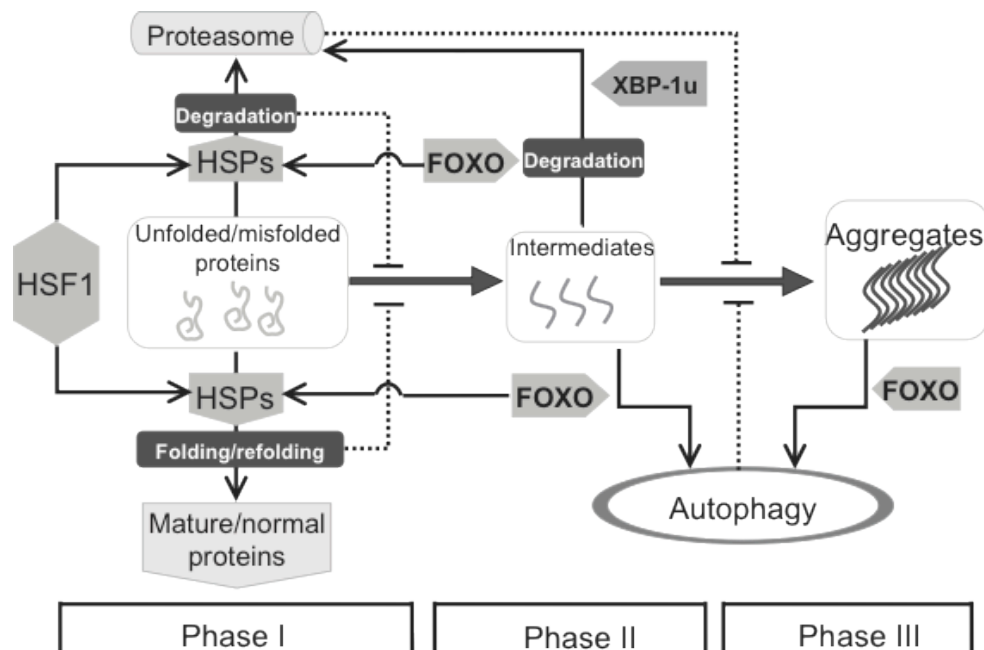 Proteasome
XBP-1u
Degradation
HSPs
FOXO
Degradation
Unfolded/misfolded
proteins
Intermediates
Aggregates
HSF1
HSPs
FOXO
FOXO
Folding/refolding
Autophagy
Mature/normal
proteins
Phase I
Phase II
Phase III